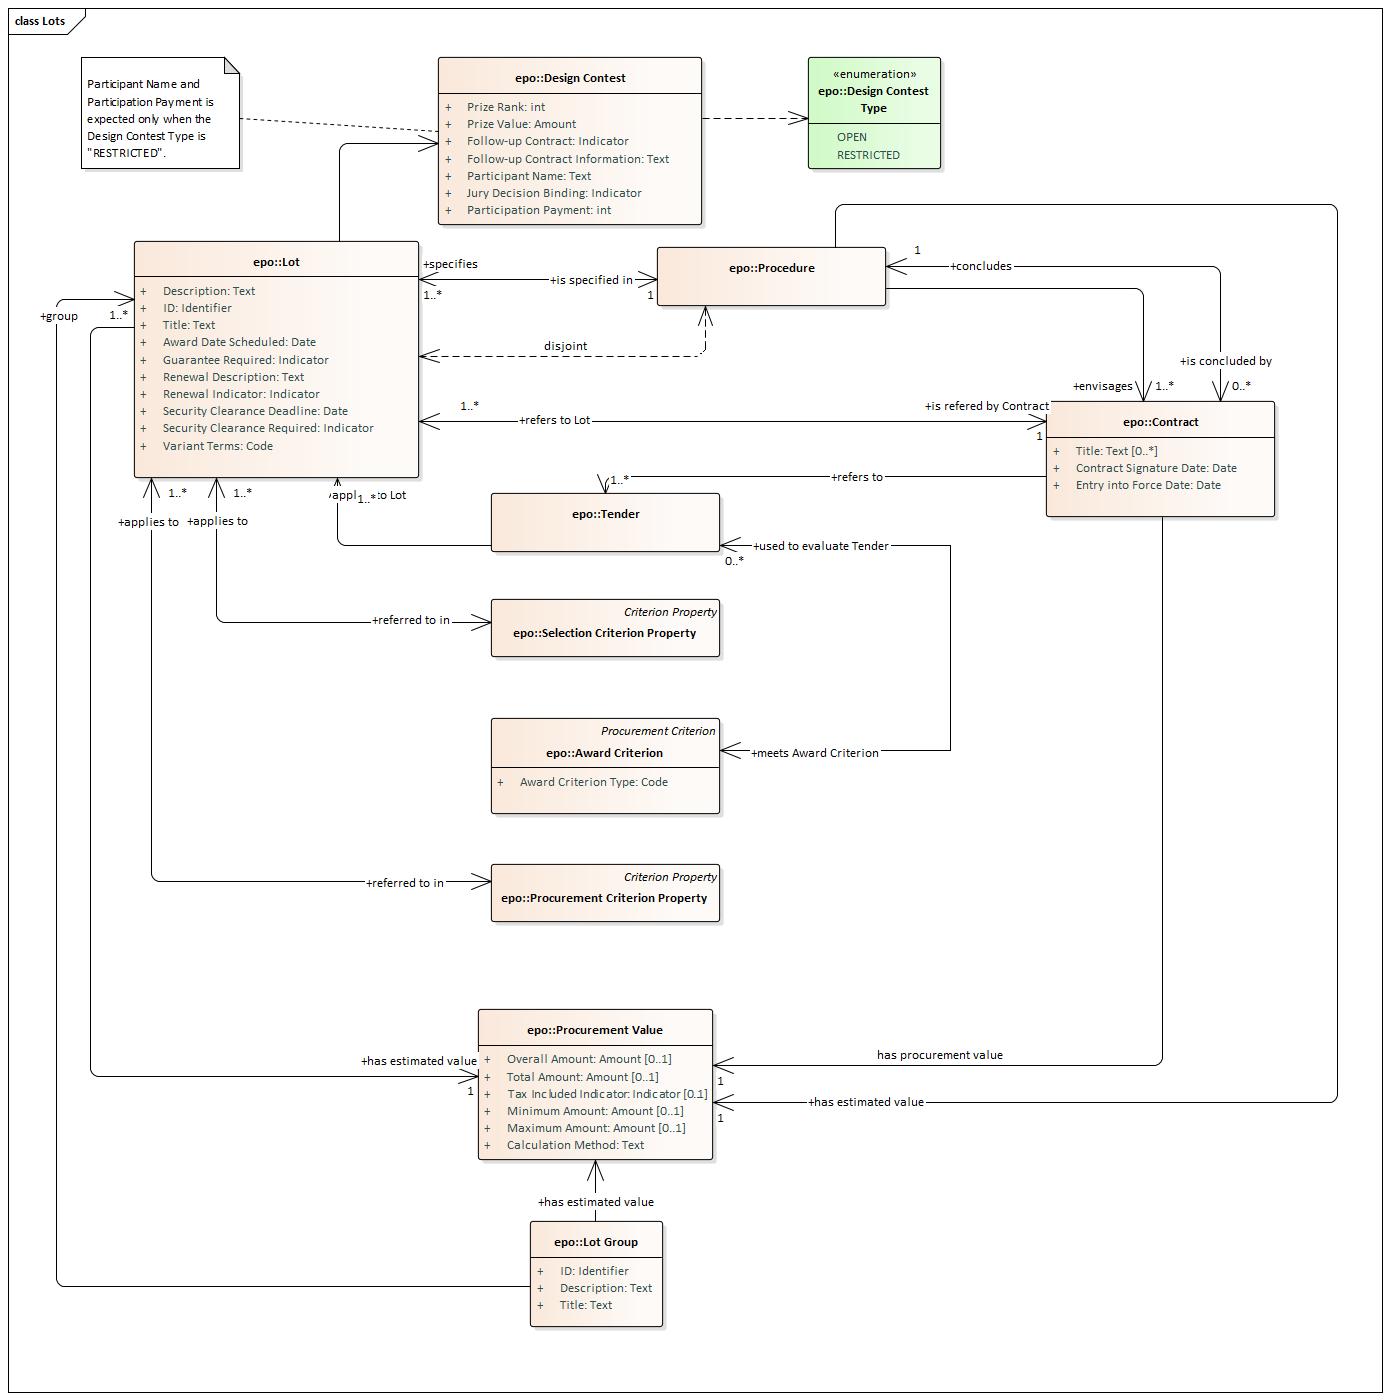 class Lots
Participant Name and
Participation Payment is
expected only when the
Design Contest Type is
"RESTRICTED".
epo::Design Contest
+ Prize Rank: int
+ Prize Value: Amount
+ Follow-up Contract: Indicator
+ Follow-up Contract Information: Text
+ Participant Name: Text
+ Jury Decision Binding: Indicator
+ Participation Payment: int
«enumeration»
epo::Design Contest
Type
OPEN
RESTRICTED
epo::Lot
+ Description: Text
+ ID: Identifier
+ Title: Text
+ Award Date Scheduled: Date
+ Guarantee Required: Indicator
+ Renewal Description: Text
+ Renewal Indicator: Indicator
+ Security Clearance Deadline: Date
+ Security Clearance Required: Indicator
+ Variant Terms: Code
+specifies
1..*
+is specified in
1
epo::Procedure
1
+concludes
disjoint
+group
1..*
+is concluded by
0..*
+envisages
1..*
1..*
+refers to Lot
+is refered by Contract
1
epo::Contract
+ Title: Text [0..*]
+ Contract Signature Date: Date
+ Entry into Force Date: Date
1..*
+refers to
1..*
+applies to
1..*
+applies to
1..*
to Lot
epo::Tender
+used to evaluate Tender
0..*
Criterion Property
epo::Selection Criterion Property
+referred to in
Procurement Criterion
epo::Award Criterion
+ Award Criterion Type: Code
+meets Award Criterion
Criterion Property
epo::Procurement Criterion Property
+referred to in
epo::Procurement Value
+ Overall Amount: Amount [0..1]
+ Total Amount: Amount [0..1]
+ Tax Included Indicator: Indicator [0.1]
+ Minimum Amount: Amount [0..1]
+ Maximum Amount: Amount [0..1]
+ Calculation Method: Text
+has estimated value
1
has procurement value
1
+has estimated value
1
+has estimated value
epo::Lot Group
+ ID: Identifier
+ Description: Text
+ Title: Text